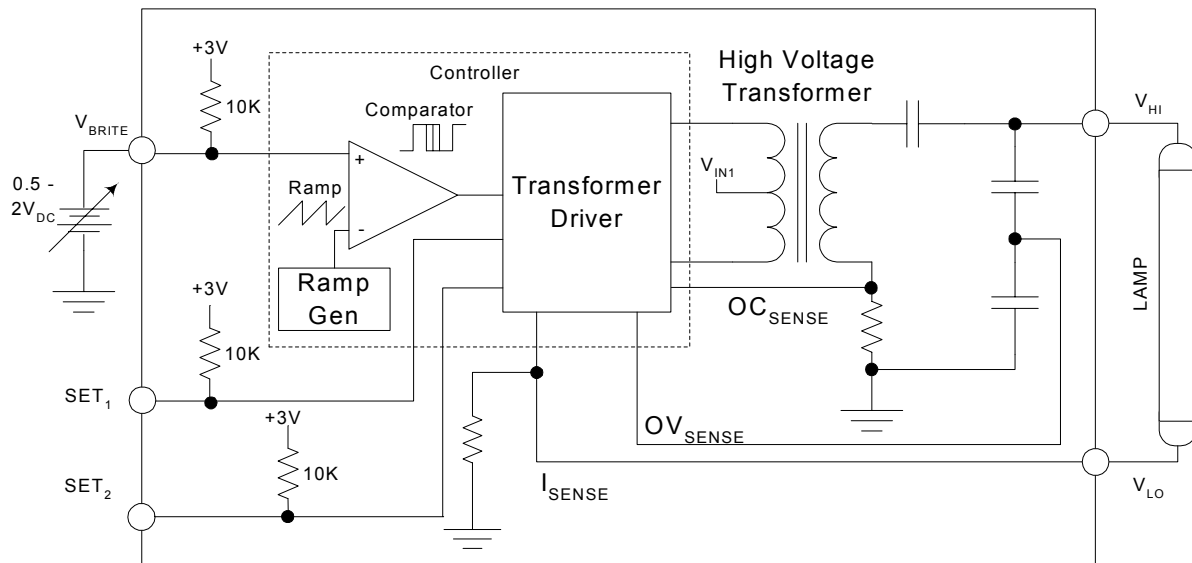 +3V
10K
V_BRITE
0.5 -
2V_DC
Controller
Comparator
+
Ramp
-
Ramp
Gen
Transformer
Driver
High Voltage
Transformer
V_IN1
V_HI
LAMP
OC_SENSE
+3V
10K
SET_1
+3V
10K
SET_2
OV_SENSE
I_SENSE
V_LO